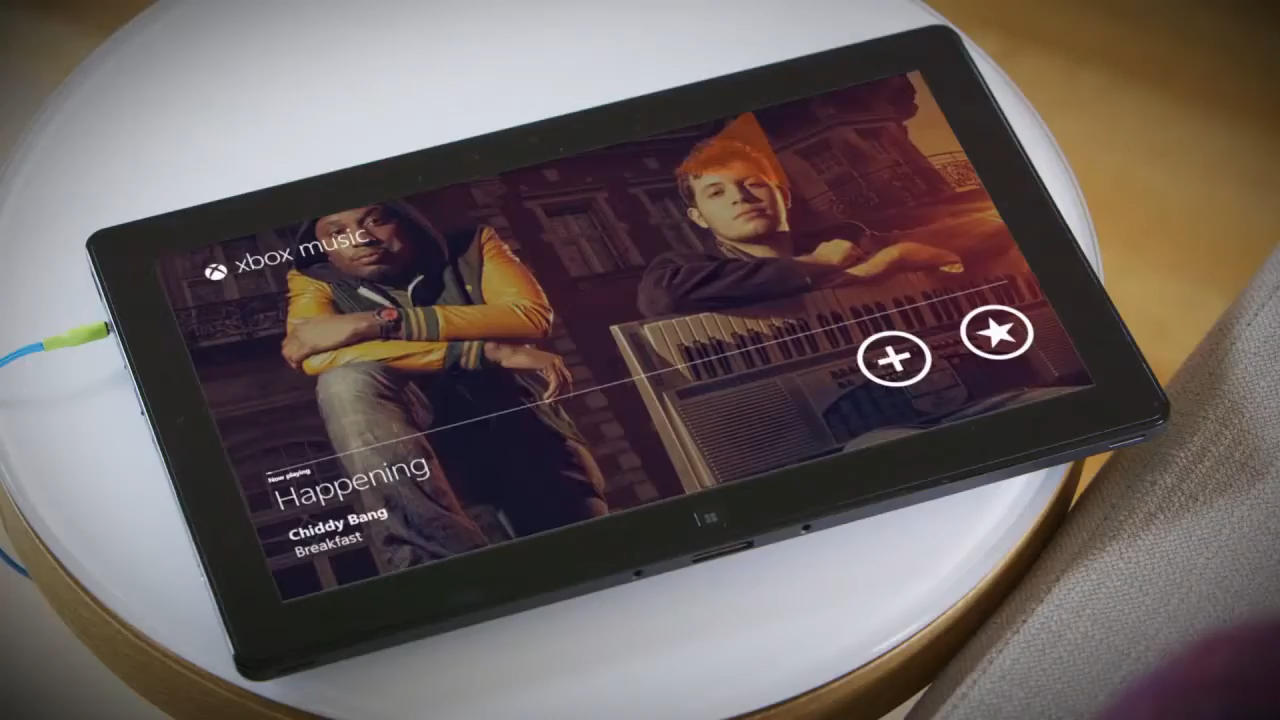 xbox music
Now playing
Happening
Chiddy Bang
Breakfast